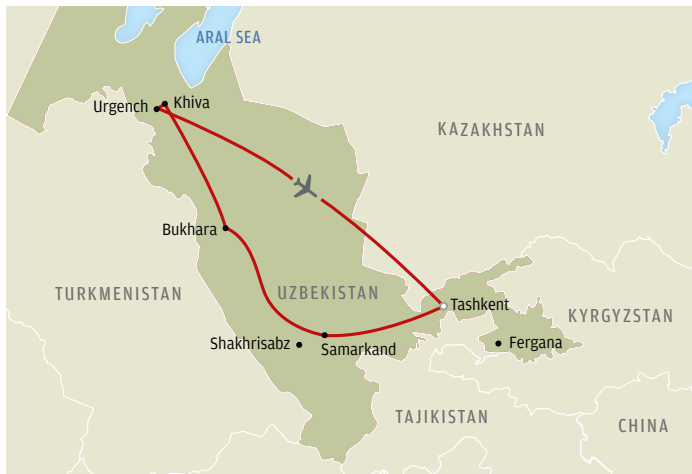 ARAL SEA
Urgench
Khiva
KAZAKHSTAN
Bukhara
TURKMENISTAN
UZBEKISTAN
Tashkent
KYRGYZSTAN
Shakhrisabz
Samarkand
Fergana
TAJIKISTAN
CHINA